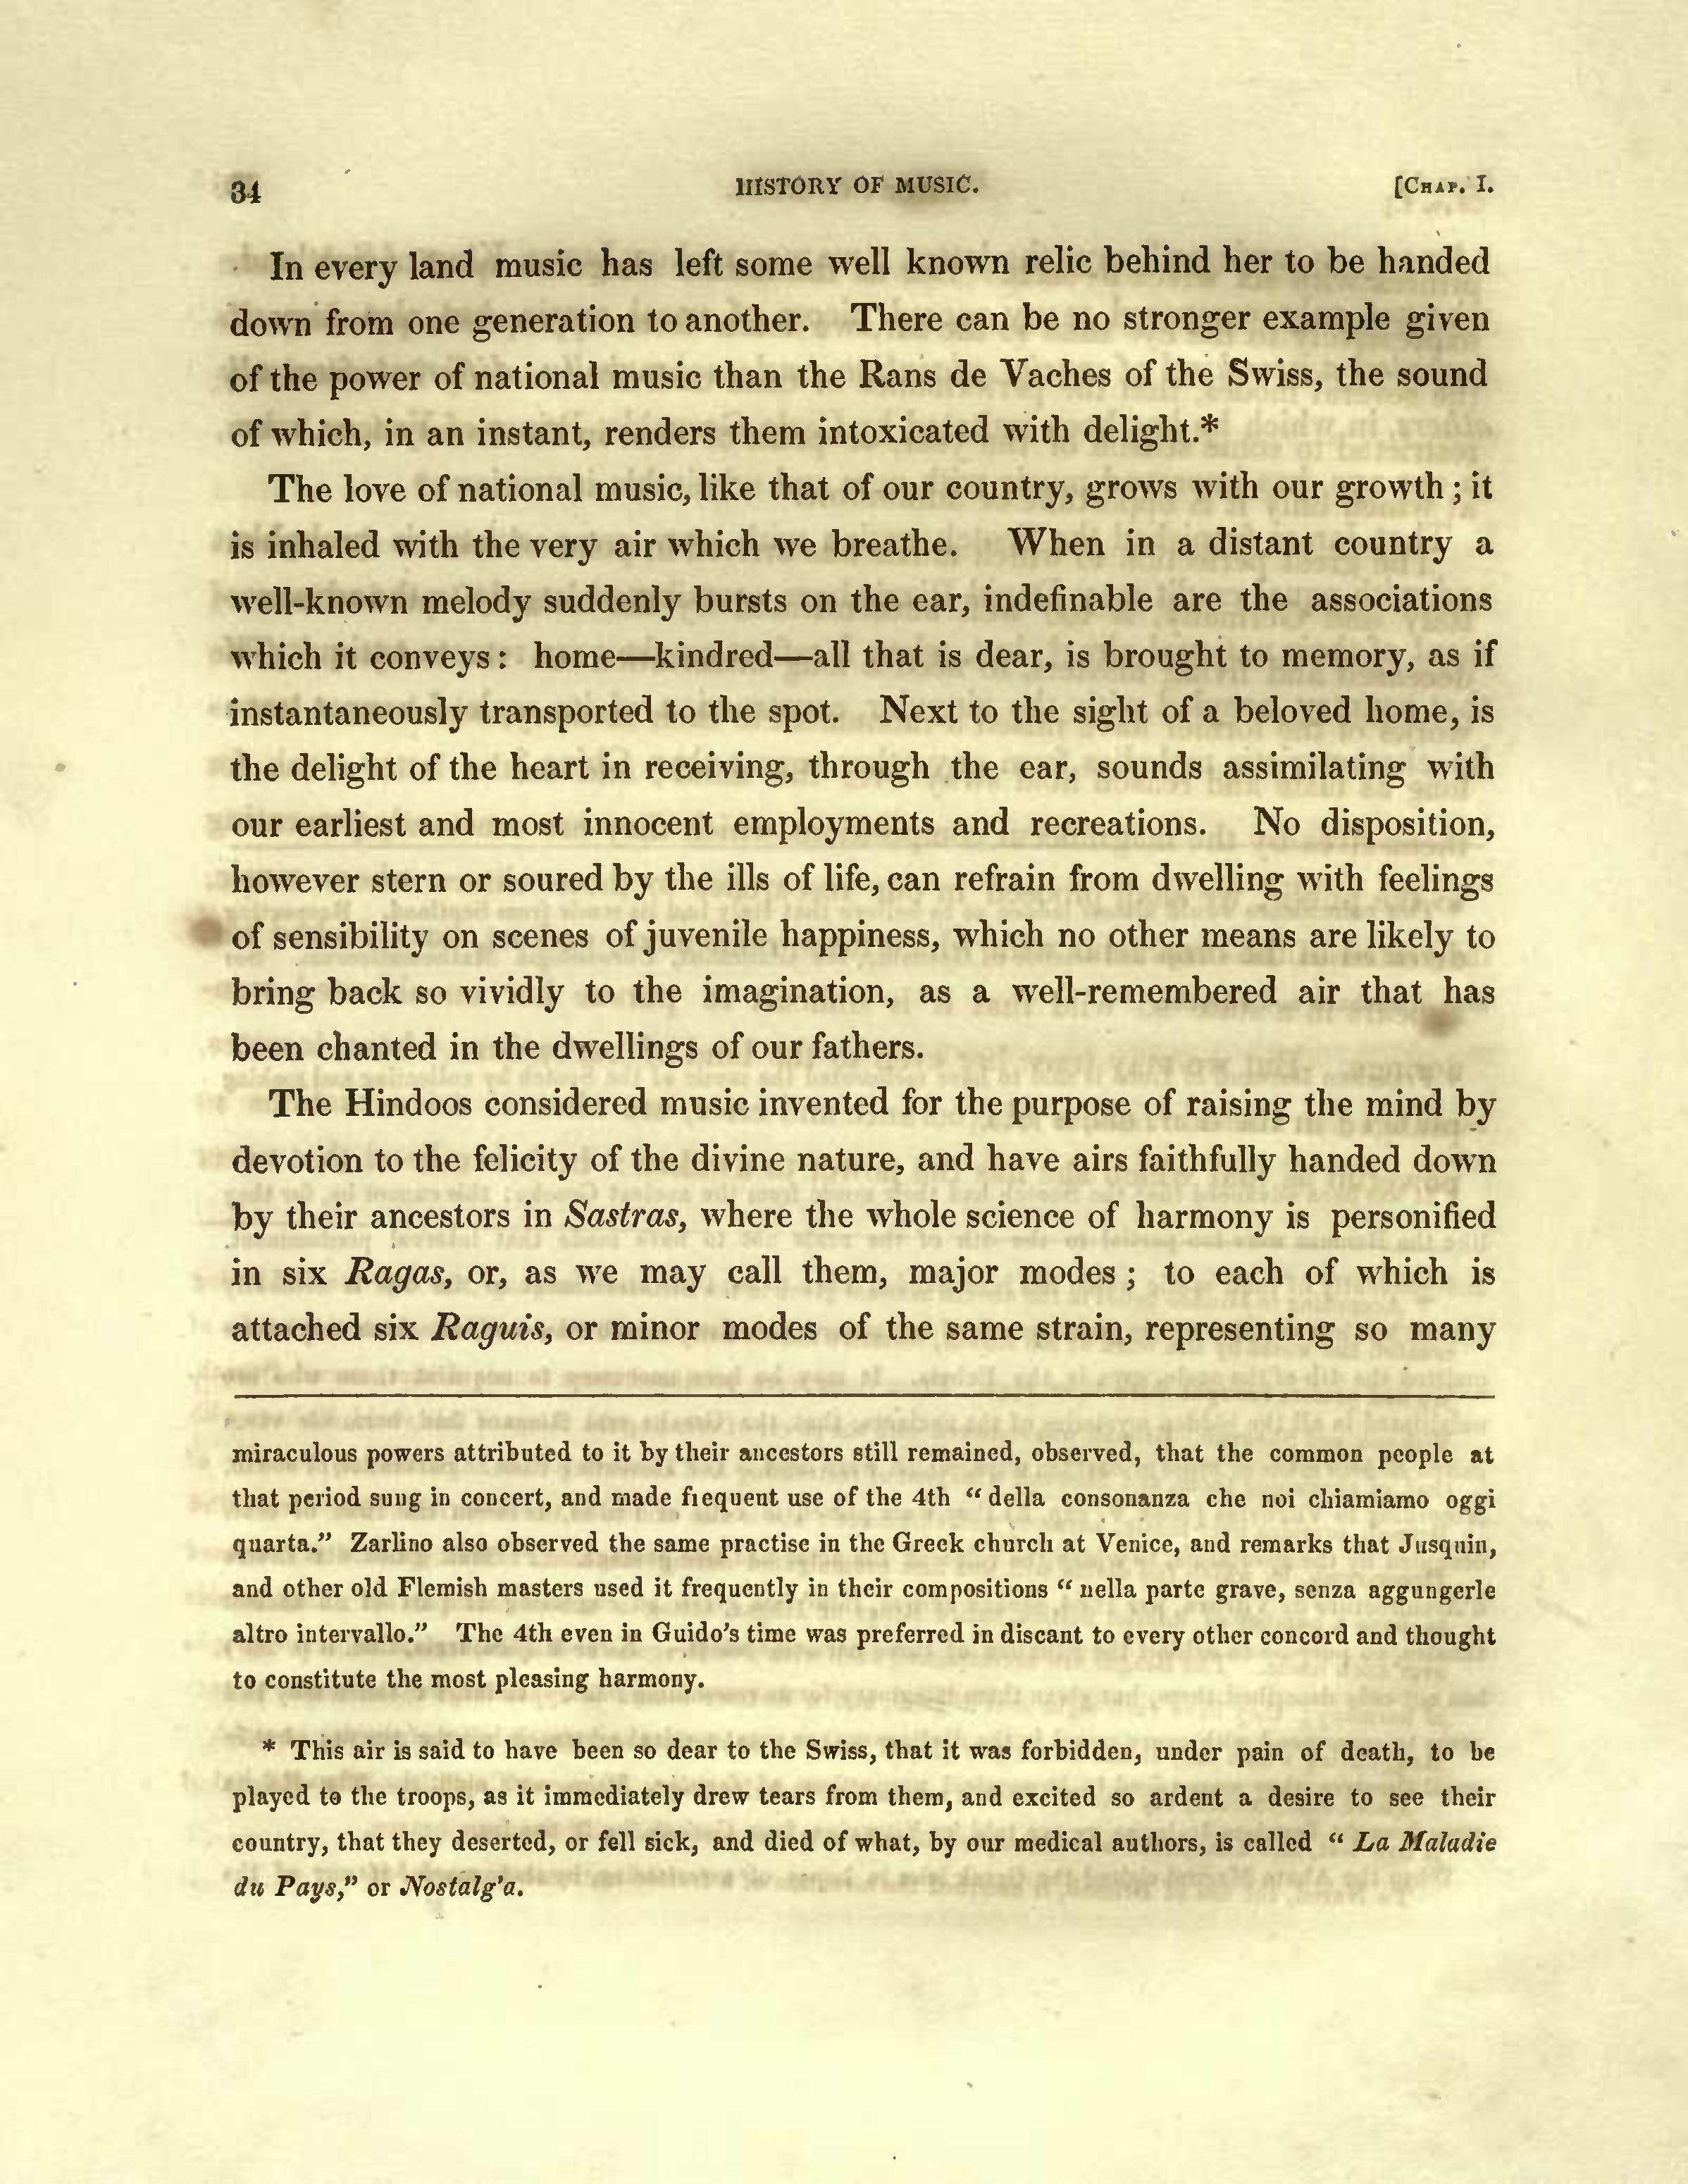 34 HISTORY OF MUSIC. [CHAP. I.
In every land music has left some well known relic behind her to be handed
down from one generation to another. There can be no stronger example given
of the power of national music than the Rans de Vaches of the Swiss, the sound
of which, in an instant, renders them intoxicated with delight.*
The love of national music, like that of our country, grows with our growth; it
is inhaled with the very air which we breathe. When in a distant country a
well-known melody suddenly bursts on the ear, indefinable are the associations
which it conveys: home—kindred—all that is dear, is brought to memory, as if
instantaneously transported to the spot. Next to the sight of a beloved home, is
the delight of the heart in receiving, through the ear, sounds assimilating with
our earliest and most innocent employments and recreations. No disposition,
however stern or soured by the ills of life, can refrain from dwelling with feelings
of sensibility on scenes of juvenile happiness, which no other means are likely to
bring back so vividly to the imagination, as a well-remembered air that has
been chanted in the dwellings of our fathers.
The Hindoos considered music invented for the purpose of raising the mind by
devotion to the felicity of the divine nature, and have airs faithfully handed down
by their ancestors in Sastras, where the whole science of harmony is personified
in six Ragas, or, as we may call them, major modes; to each of which is
attached six Raguis, or minor modes of the same strain, representing so many
miraculous powers attributed to it by their ancestors still remained, observed, that the common people at
that period sung in concert, and made frequent use of the 4th "della consonanza che noi chiamiamo oggi
quarta." Zarlino also observed the same practise in the Greek church at Venice, and remarks that Jusquin,
and other old Flemish masters used it frequently in their compositions "nella parte grave, senza aggungerle
altro intervallo." The 4th even in Guido's time was preferred in discant to every other concord and thought
to constitute the most pleasing harmony.
* This air is said to have been so dear to the Swiss, that it was forbidden, under pain of death, to be
played to the troops, as it immediately drew tears from them, and excited so ardent a desire to see their
country, that they deserted, or fell sick, and died of what, by our medical authors, is called "La Maladie
du Pays," or Nostalg'a.